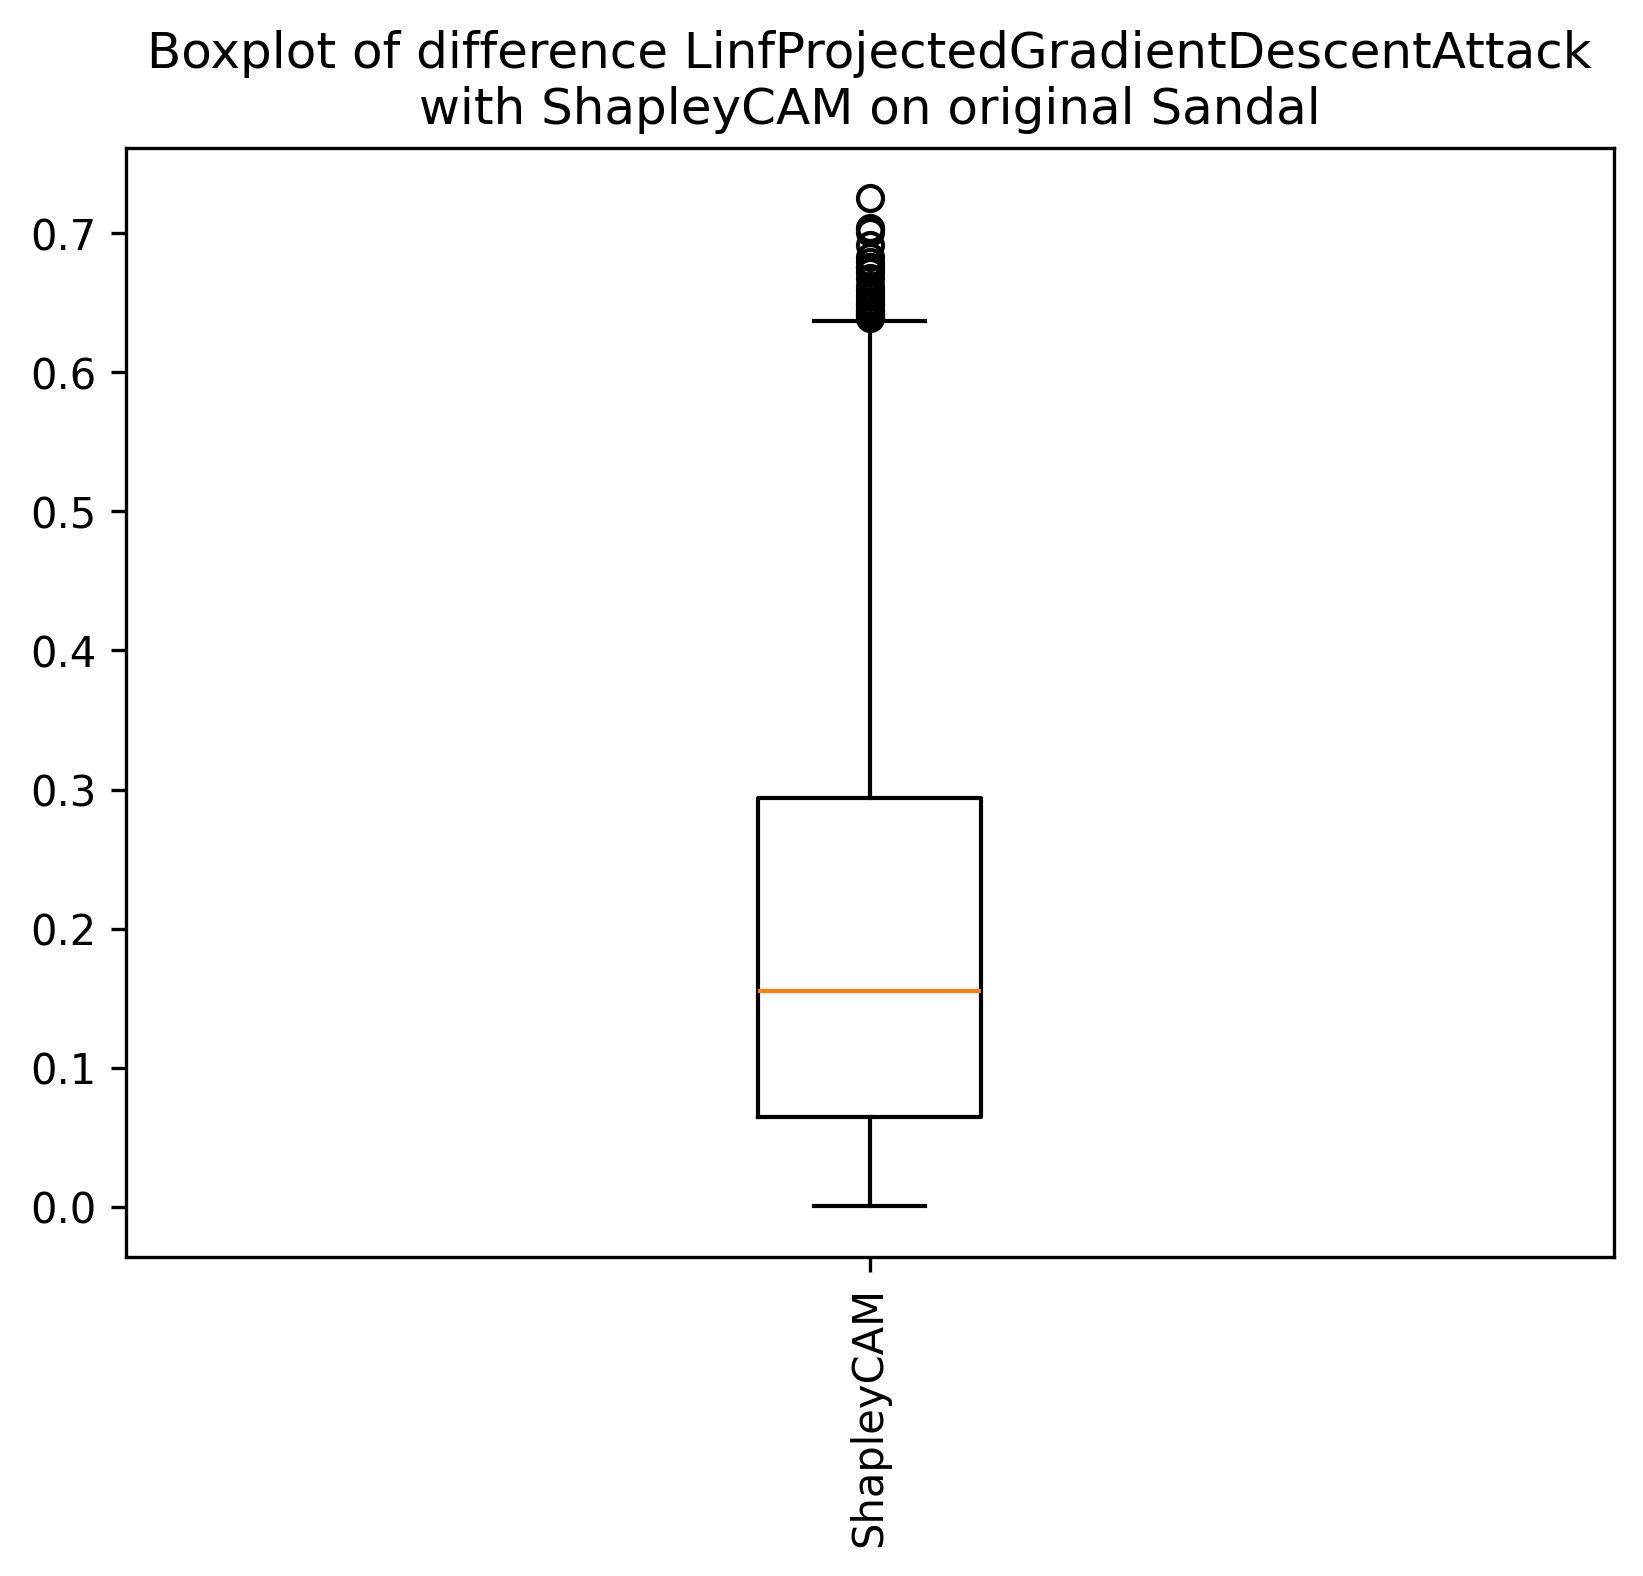 Boxplot of difference LinfProjectedGradientDescentAttack
with ShapleyCAM on original Sandal
0.7
0.6
0.5
0.4
0.3
0.2
0.1
0.0
ShapleyCAM